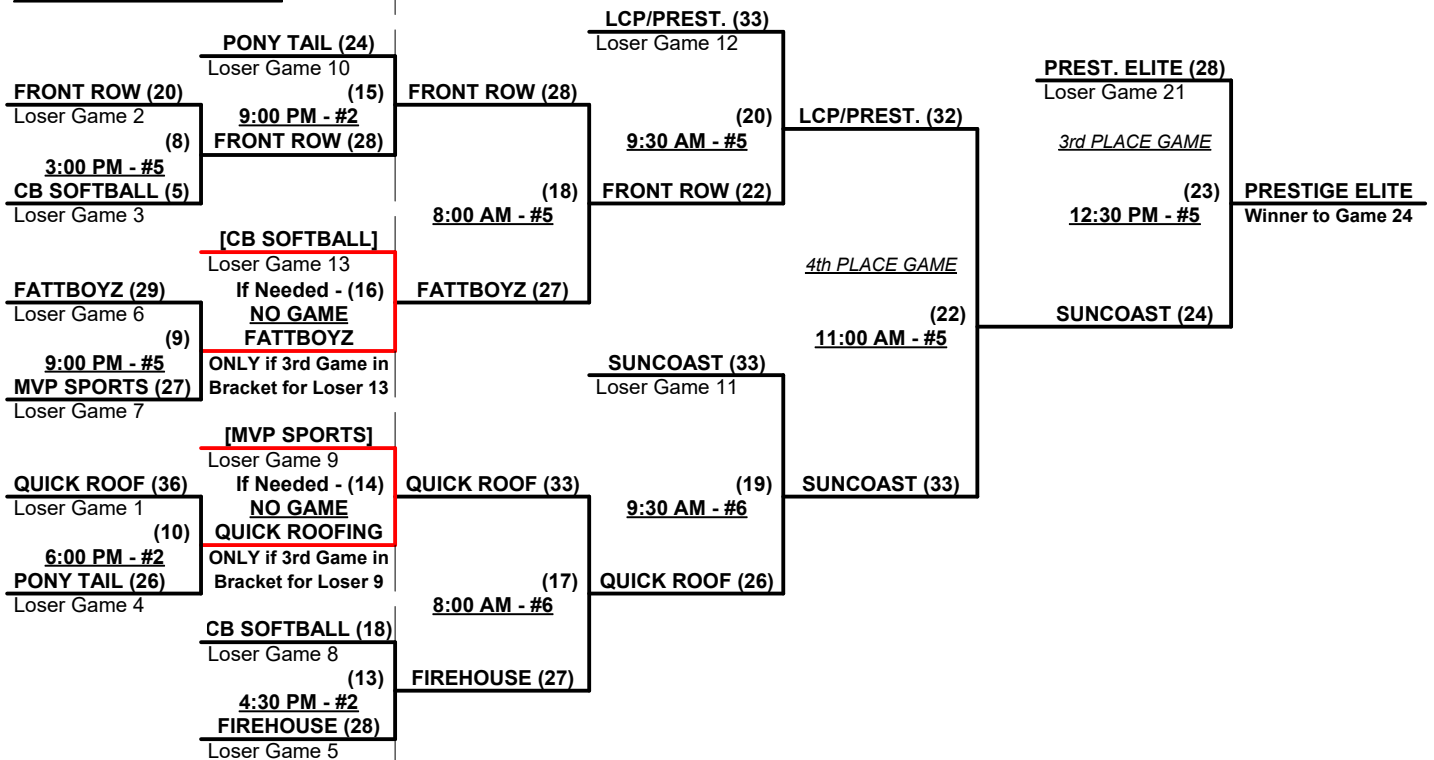 PONY TAIL (24)
Loser Game 10
FRONT ROW (20)
Loser Game 2
(15)
9:00 PM - #2
(8)
FRONT ROW (28)
3:00 PM - #5
CB SOFTBALL (5)
Loser Game 3
[CB SOFTBALL]
Loser Game 13
FATTBOYZ (29)
Loser Game 6
If Needed - (16)
NO GAME
(9)
FATTBOYZ
9:00 PM - #5
ONLY if 3rd Game in
Bracket for Loser 13
MVP SPORTS (27)
Loser Game 7
[MVP SPORTS]
Loser Game 9
QUICK ROOF (36)
Loser Game 1
If Needed - (14)
NO GAME
(10)
QUICK ROOFING
6:00 PM - #2
ONLY if 3rd Game in
Bracket for Loser 9
PONY TAIL (26)
Loser Game 4
CB SOFTBALL (18)
Loser Game 8
(13)
4:30 PM - #2
FIREHOUSE (28)
Loser Game 5
FRONT ROW (28)
(18)
8:00 AM - #5
FATTBOYZ (27)
QUICK ROOF (33)
(17)
8:00 AM - #6
FIREHOUSE (27)
LCP/PREST. (33)
Loser Game 12
(20)
9:30 AM - #5
FRONT ROW (22)
SUNCOAST (33)
Loser Game 11
(19)
9:30 AM - #6
QUICK ROOF (26)
LCP/PREST. (32)
4th PLACE GAME
(22)
11:00 AM - #5
SUNCOAST (33)
PREST. ELITE (28)
Loser Game 21
3rd PLACE GAME
(23)
12:30 PM - #5
SUNCOAST (24)
PRESTIGE ELITE
Winner to Game 24